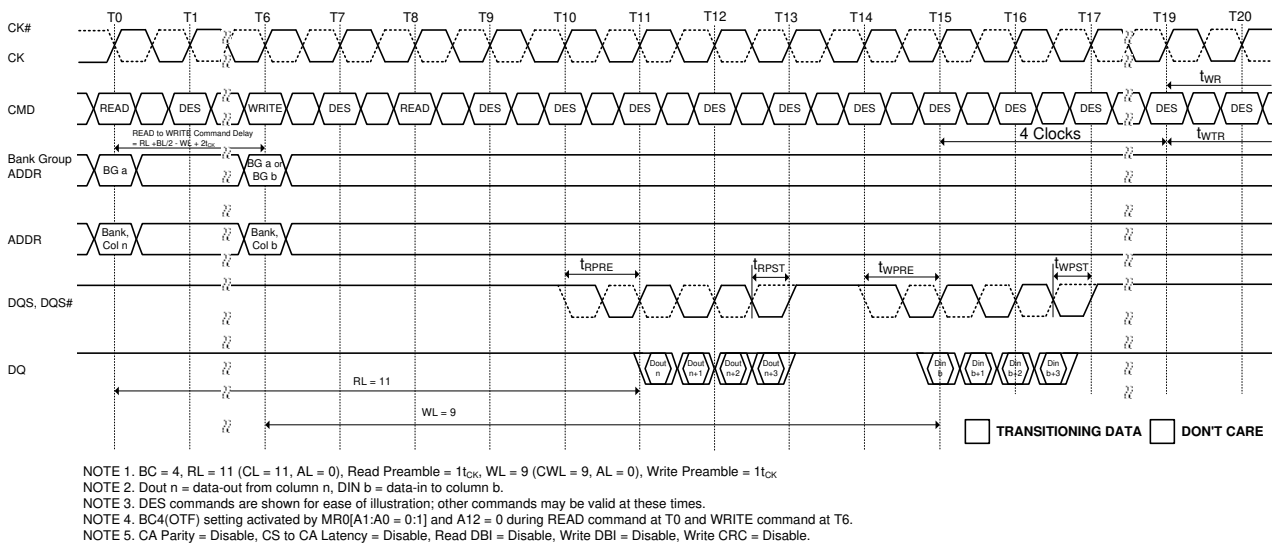 T0 T1 T6 T7 T8 T9 T10 T11 T12 T13 T14 T15 T16 T17 T19 T20
CK#
CK
tWR
CMD READ DES WRITE DES READ DES DES DES DES DES DES DES DES DES DES DES
READ to WRITE Command Delay
= RL +BL/2 - WL + 2tCK
4 Clocks
tWTR
Bank Group
ADDR
BG a
BG a or
BG b
ADDR
Bank,
Col n
Bank,
Col b
tRPRE tRPST tWPRE tWPST
DQS, DQS#
DQ
Dout
n
Dout
n+1
Dout
n+2
Dout
n+3
Din
b
Din
b+1
Din
b+2
Din
b+3
RL = 11
WL = 9
TRANSITIONING DATA DON'T CARE
NOTE 1. BC = 4, RL = 11 (CL = 11, AL = 0), Read Preamble = 1tCK, WL = 9 (CWL = 9, AL = 0), Write Preamble = 1tCK
NOTE 2. Dout n = data-out from column n, DIN b = data-in to column b.
NOTE 3. DES commands are shown for ease of illustration; other commands may be valid at these times.
NOTE 4. BC4(OTF) setting activated by MR0[A1:A0 = 0:1] and A12 = 0 during READ command at T0 and WRITE command at T6.
NOTE 5. CA Parity = Disable, CS to CA Latency = Disable, Read DBI = Disable, Write DBI = Disable, Write CRC = Disable.